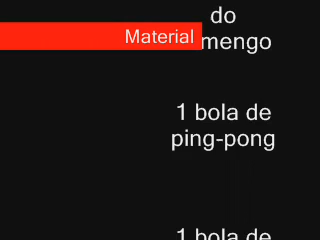 do
mengo
Material
1 bola de
ping-pong
1 bola de